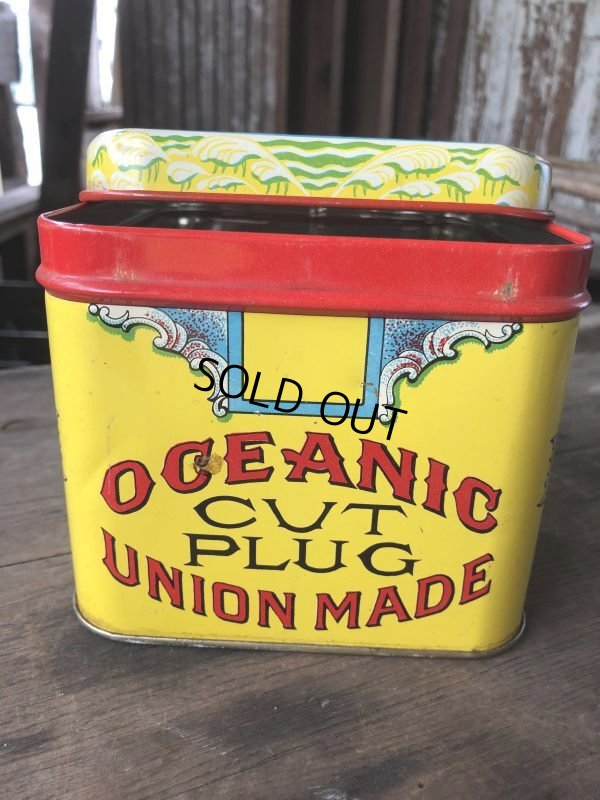 SOLD OUT
OCEANIC
CUT
PLUG
UNION MADE